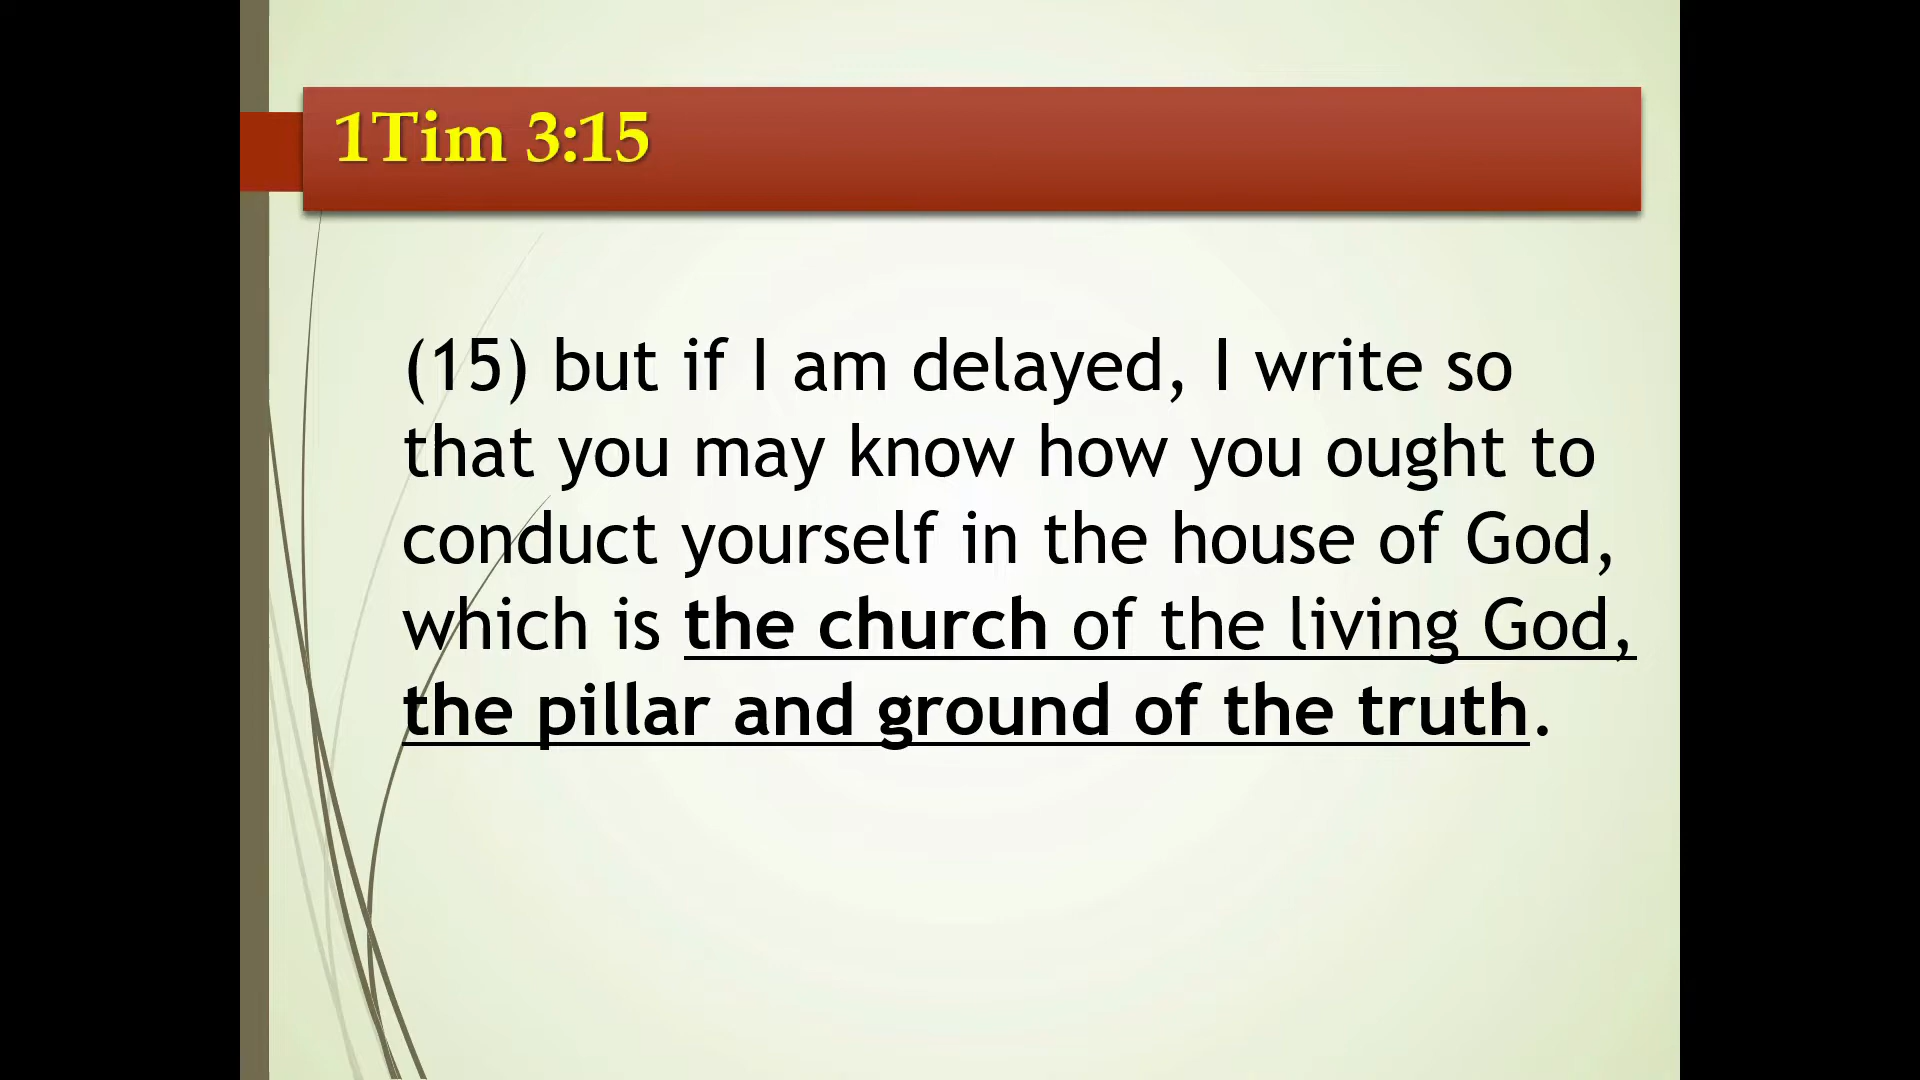 1Tim 3:15
(15) but if I am delayed, I write so
that you may know how you ought to
conduct yourself in the house of God,
which is the church of the living God,
the pillar and ground of the truth.